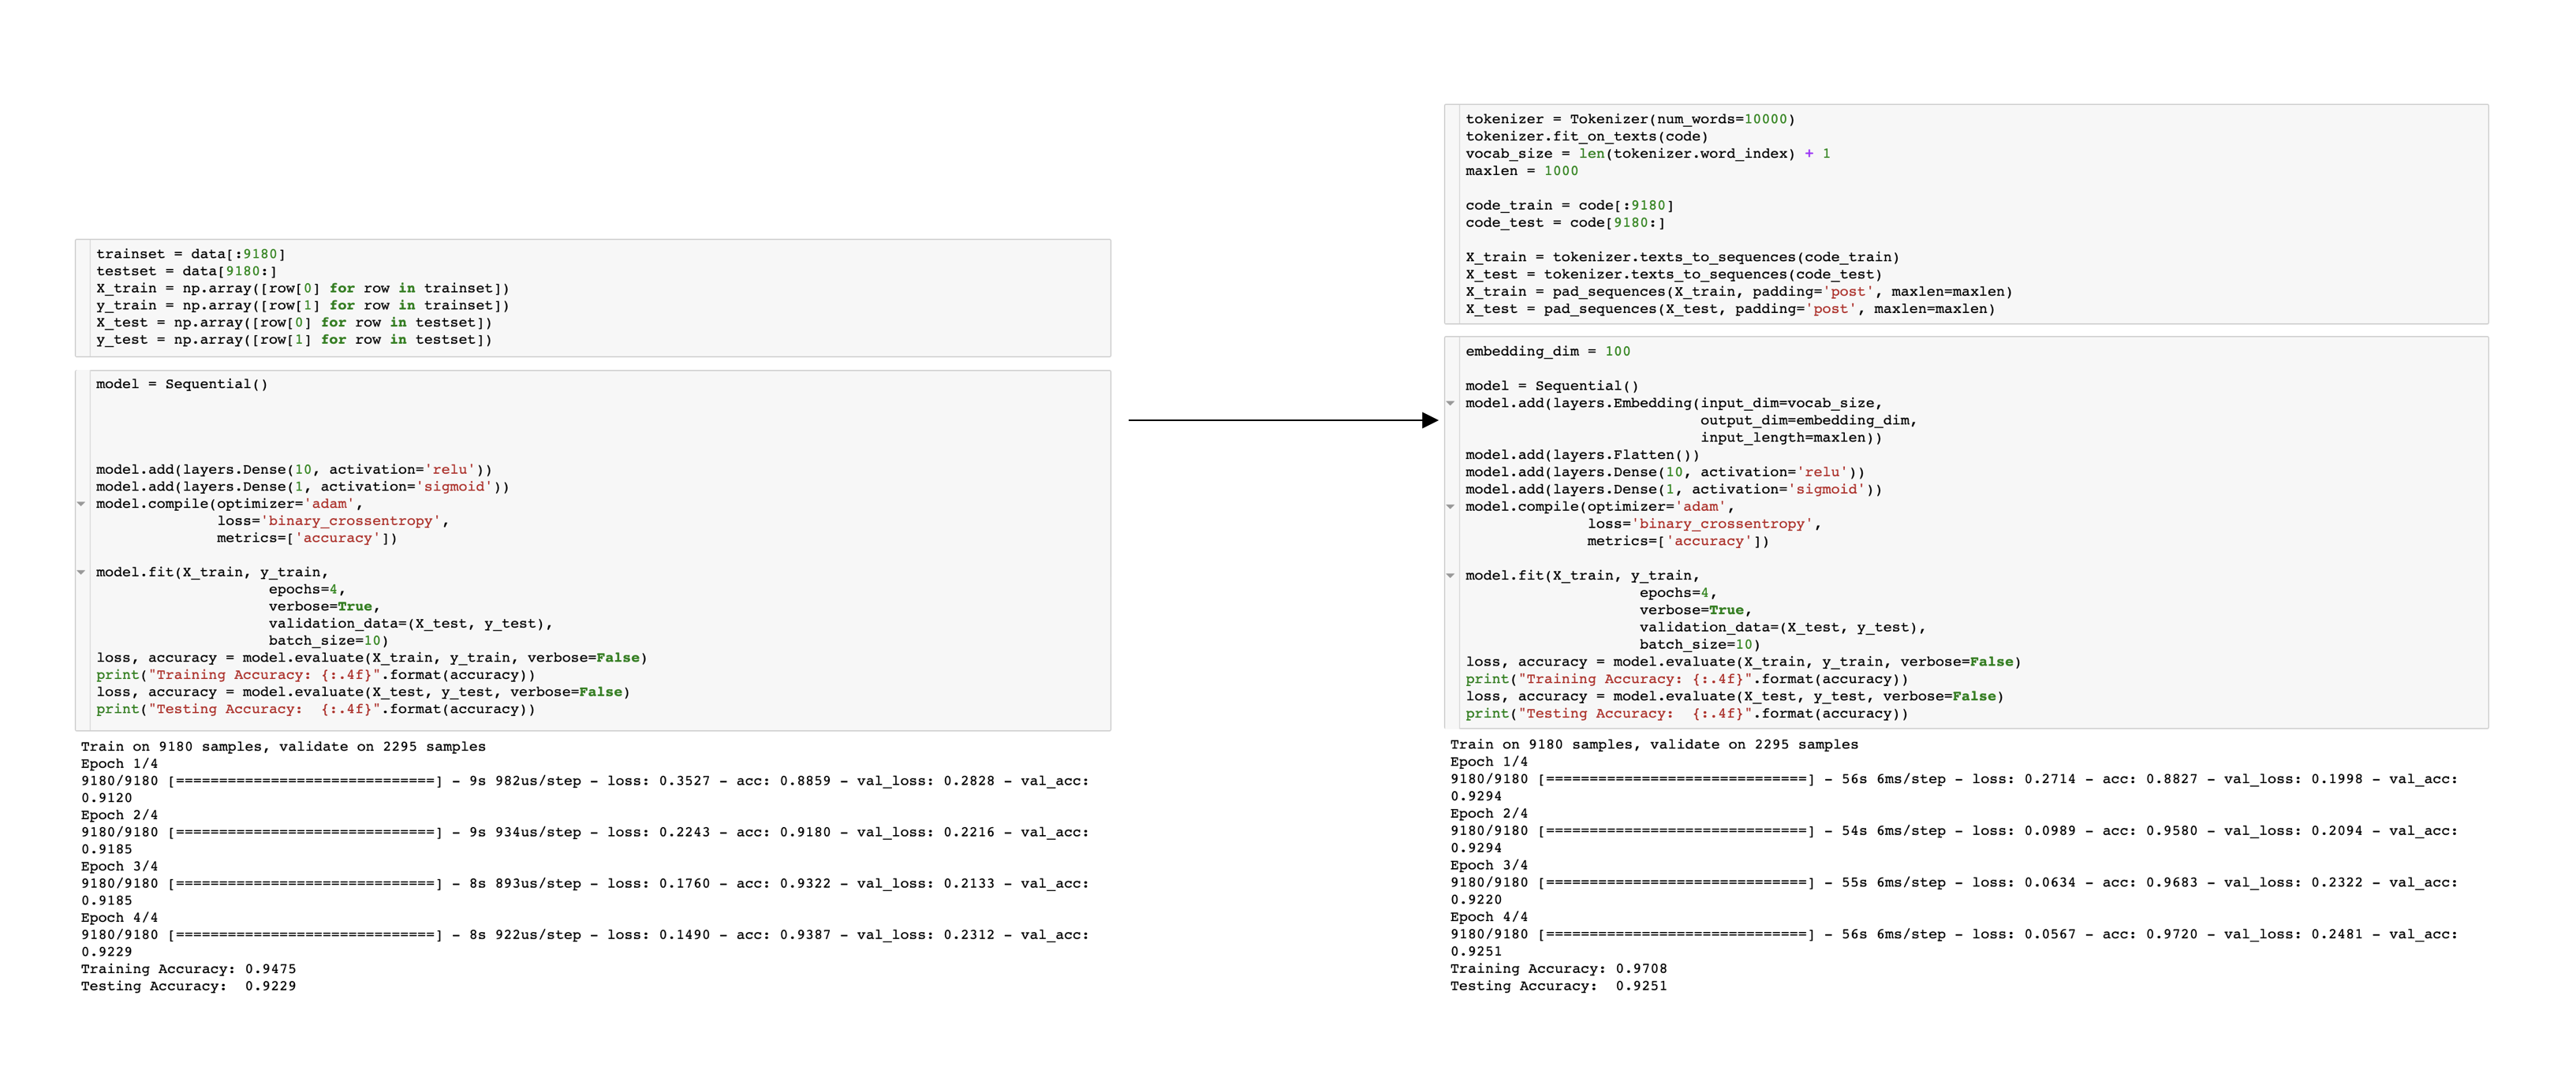 trainset = data[:9180]
testset = data[9180:]
X_train = np.array([row[0] for row in trainset])
y_train = np.array([row[1] for row in trainset])
X_test = np.array([row[0] for row in testset])
y_test = np.array([row[1] for row in testset])
model = Sequential()
model.add(layers.Dense(10, activation='relu'))
model.add(layers.Dense(1, activation='sigmoid'))
model.compile(optimizer='adam',
              loss='binary_crossentropy',
              metrics=['accuracy'])
model.fit(X_train, y_train,
                    epochs=4,
                    verbose=True,
                    validation_data=(X_test, y_test),
                    batch_size=10)
loss, accuracy = model.evaluate(X_train, y_train, verbose=False)
print("Training Accuracy: {:.4f}".format(accuracy))
loss, accuracy = model.evaluate(X_test, y_test, verbose=False)
print("Testing Accuracy:  {:.4f}".format(accuracy))
Train on 9180 samples, validate on 2295 samples
Epoch 1/4
9180/9180 [==============================] - 9s 982us/step - loss: 0.3527 - acc: 0.8859 - val_loss: 0.2828 - val_acc:
0.9120
Epoch 2/4
9180/9180 [==============================] - 9s 934us/step - loss: 0.2243 - acc: 0.9180 - val_loss: 0.2216 - val_acc:
0.9185
Epoch 3/4
9180/9180 [==============================] - 8s 893us/step - loss: 0.1760 - acc: 0.9322 - val_loss: 0.2133 - val_acc:
0.9185
Epoch 4/4
9180/9180 [==============================] - 8s 922us/step - loss: 0.1490 - acc: 0.9387 - val_loss: 0.2312 - val_acc:
0.9229
Training Accuracy: 0.9475
Testing Accuracy:  0.9229
tokenizer = Tokenizer(num_words=10000)
tokenizer.fit_on_texts(code)
vocab_size = len(tokenizer.word_index) + 1
maxlen = 1000
code_train = code[:9180]
code_test = code[9180:]
X_train = tokenizer.texts_to_sequences(code_train)
X_test = tokenizer.texts_to_sequences(code_test)
X_train = pad_sequences(X_train, padding='post', maxlen=maxlen)
X_test = pad_sequences(X_test, padding='post', maxlen=maxlen)
embedding_dim = 100
model = Sequential()
model.add(layers.Embedding(input_dim=vocab_size,
                           output_dim=embedding_dim,
                           input_length=maxlen))
model.add(layers.Flatten())
model.add(layers.Dense(10, activation='relu'))
model.add(layers.Dense(1, activation='sigmoid'))
model.compile(optimizer='adam',
              loss='binary_crossentropy',
              metrics=['accuracy'])
model.fit(X_train, y_train,
                    epochs=4,
                    verbose=True,
                    validation_data=(X_test, y_test),
                    batch_size=10)
loss, accuracy = model.evaluate(X_train, y_train, verbose=False)
print("Training Accuracy: {:.4f}".format(accuracy))
loss, accuracy = model.evaluate(X_test, y_test, verbose=False)
print("Testing Accuracy:  {:.4f}".format(accuracy))
Train on 9180 samples, validate on 2295 samples
Epoch 1/4
9180/9180 [==============================] - 56s 6ms/step - loss: 0.2714 - acc: 0.8827 - val_loss: 0.1998 - val_acc:
0.9294
Epoch 2/4
9180/9180 [==============================] - 54s 6ms/step - loss: 0.0989 - acc: 0.9580 - val_loss: 0.2094 - val_acc:
0.9294
Epoch 3/4
9180/9180 [==============================] - 55s 6ms/step - loss: 0.0634 - acc: 0.9683 - val_loss: 0.2322 - val_acc:
0.9220
Epoch 4/4
9180/9180 [==============================] - 56s 6ms/step - loss: 0.0567 - acc: 0.9720 - val_loss: 0.2481 - val_acc:
0.9251
Training Accuracy: 0.9708
Testing Accuracy:  0.9251